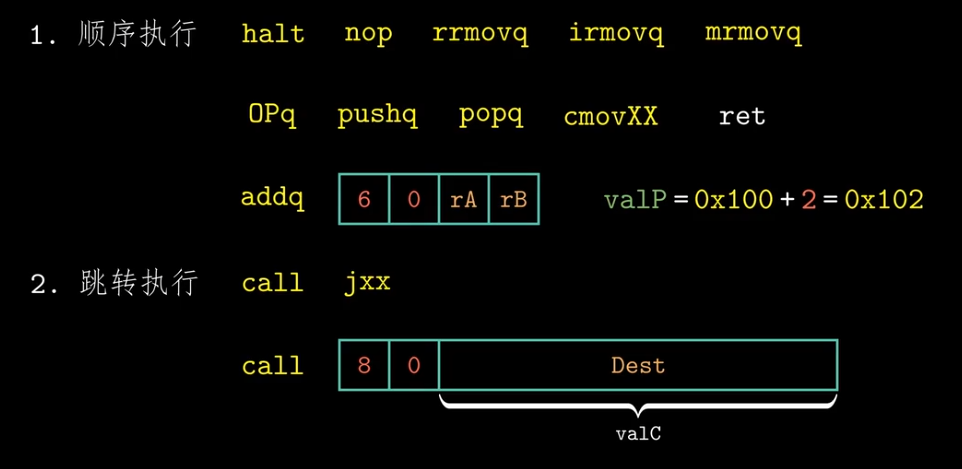 1. 顺序执行 halt nop rrmovq irmovq mrmovq
OPq pushq popq cmovXX ret
addq 6 0 rA rB valP = 0x100 + 2 = 0x102
2. 跳转执行 call jxx
call 8 0 Dest
valC